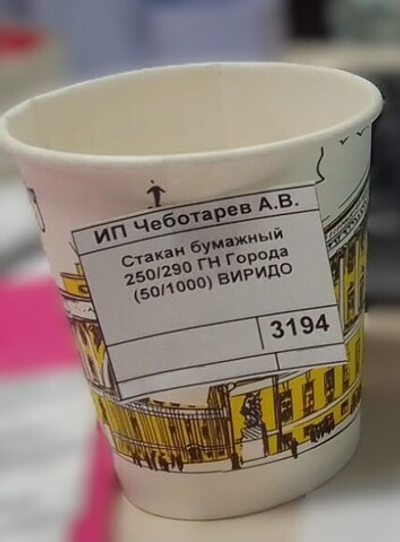 ИП Чеботарев А.В.
Стакан бумажный
250/290 ГН Города
(50/1000) ВИРИДО
3194